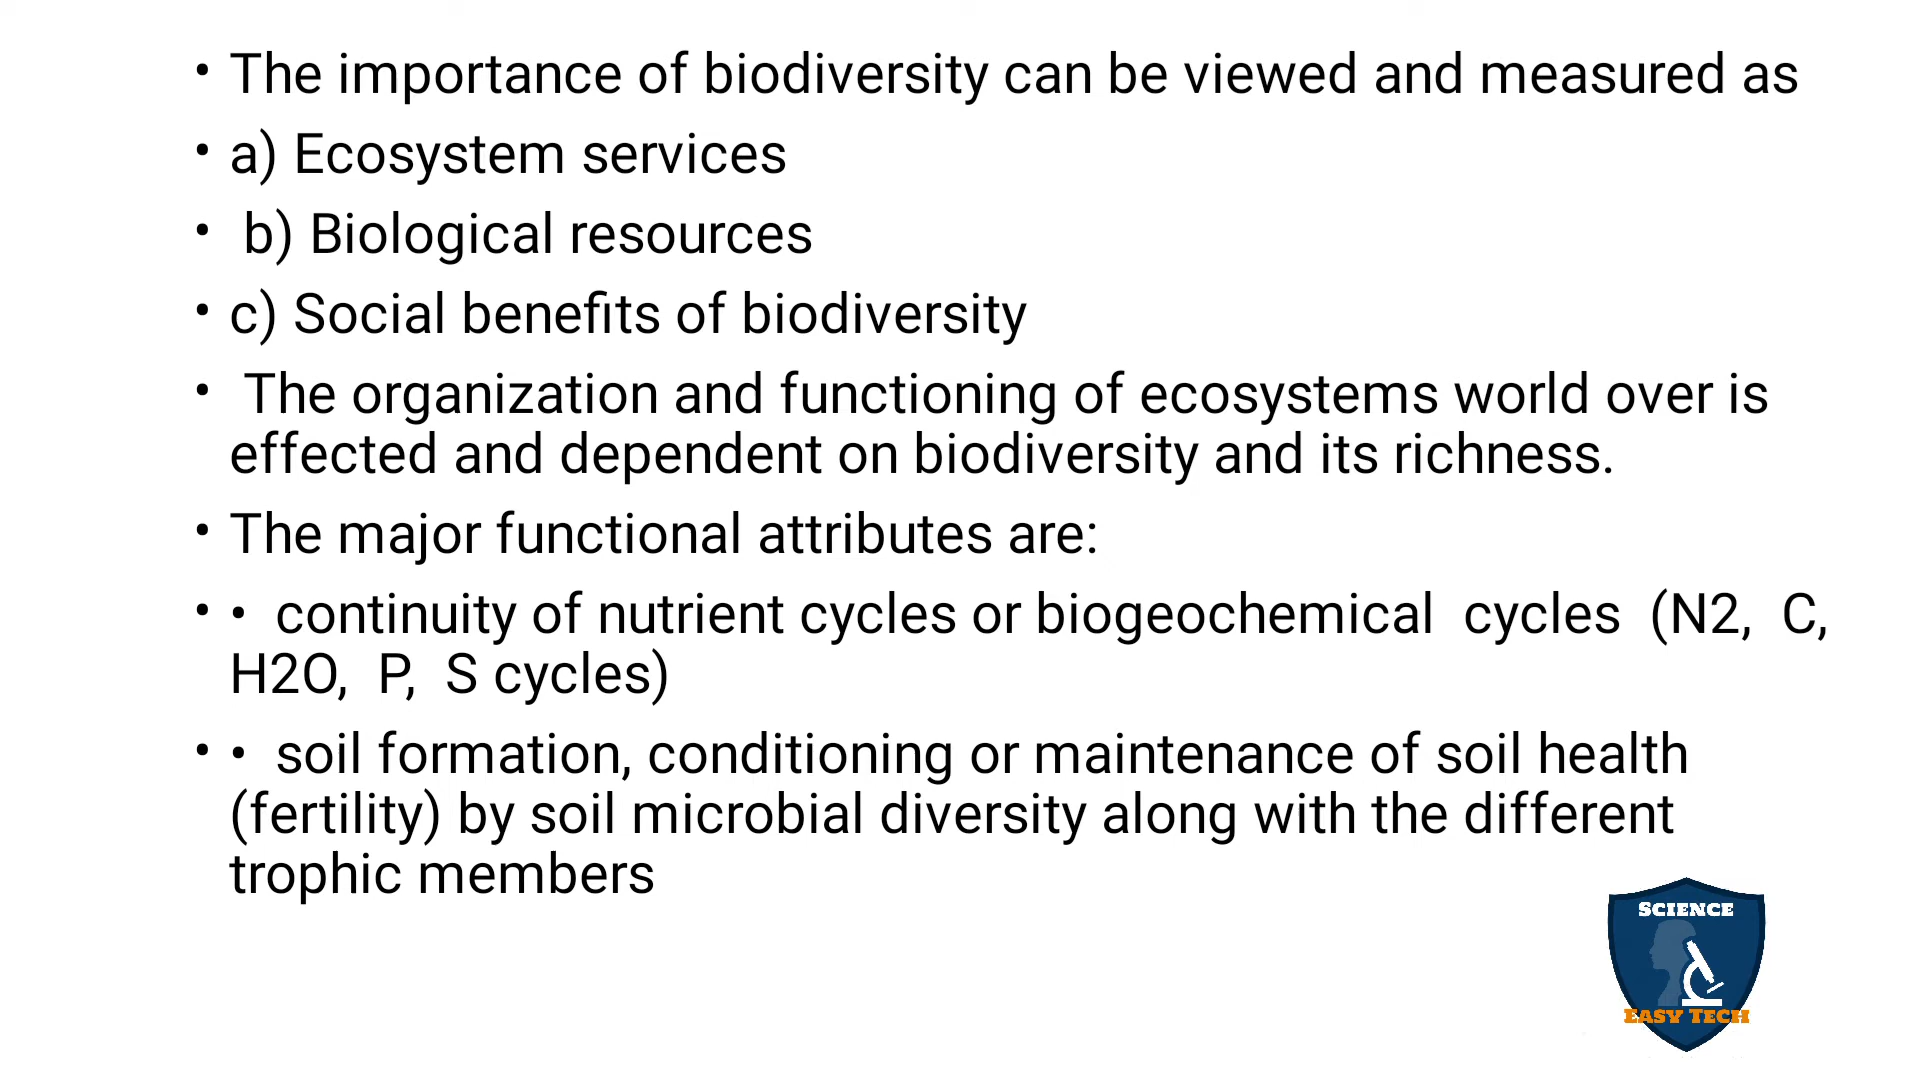 • The importance of biodiversity can be viewed and measured as
• a) Ecosystem services
• b) Biological resources
• c) Social benefits of biodiversity
• The organization and functioning of ecosystems world over is
effected and dependent on biodiversity and its richness.
• The major functional attributes are:
• • continuity of nutrient cycles or biogeochemical cycles (N2, C,
H2O, P, S cycles)
• • soil formation, conditioning or maintenance of soil health
(fertility) by soil microbial diversity along with the different
trophic members
SCIENCE
EASY TECH